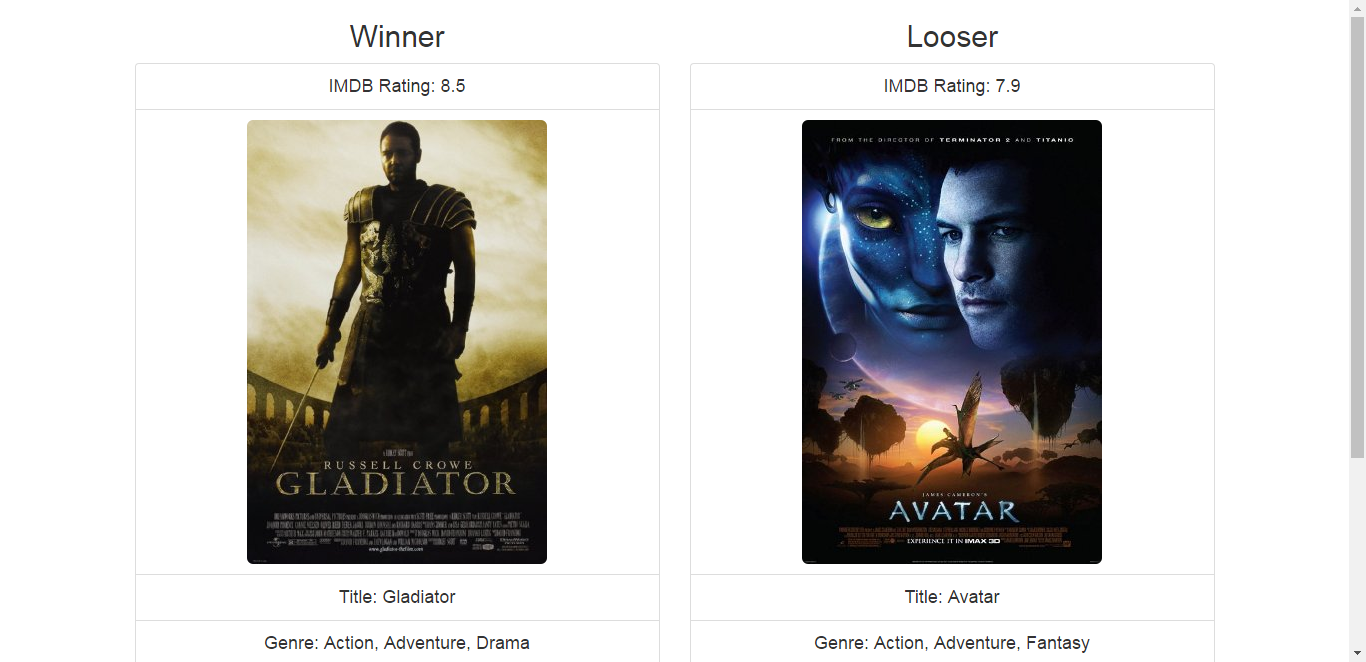 Winner
IMDB Rating: 8.5
RUSSELL CROWE
GLADIATOR
www.gladiator-thefilm.com
Title: Gladiator
Genre: Action, Adventure, Drama
Looser
IMDB Rating: 7.9
FROM THE DIRECTOR OF TERMINATOR 2 AND TITANIC
JAMES CAMERON'S
AVATAR
EXPERIENCE IT IN IMAX 3D
Title: Avatar
Genre: Action, Adventure, Fantasy